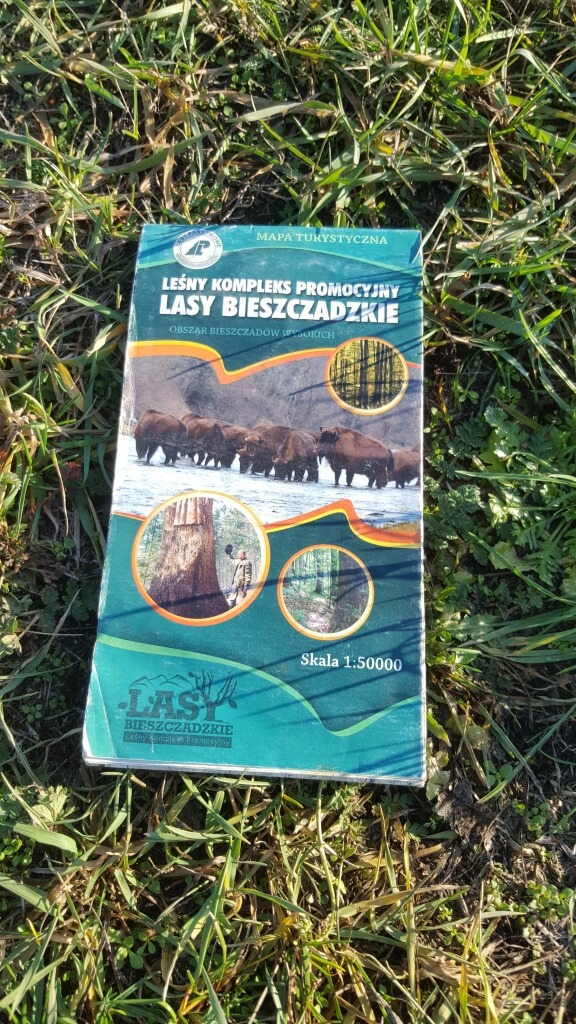 MAPA TURYSTYCZNA
LEŚNY KOMPLEKS PROMOCYJNY
LASY BIESZCZADZKIE
OBSZAR BIESZCZADÓW WYSOKICH
Skala 1:50000
LASY
BIESZCZADZKIE
Leśny Kompleks Promocyjny